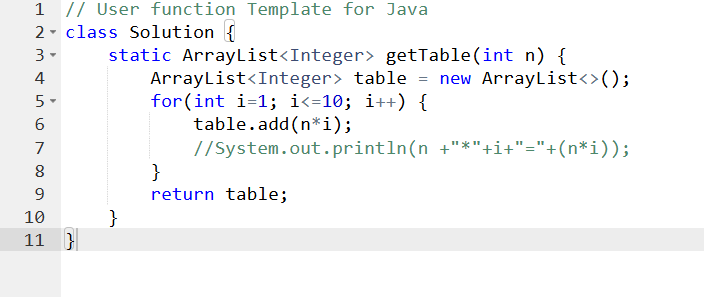 1 // User function Template for Java
2 class Solution {
3     static ArrayList<Integer> getTable(int n) {
4         ArrayList<Integer> table = new ArrayList<>();
5         for(int i=1; i<=10; i++) {
6             table.add(n*i);
7             //System.out.println(n +"*"+i+"="+(n*i));
8         }
9         return table;
10     }
11 }